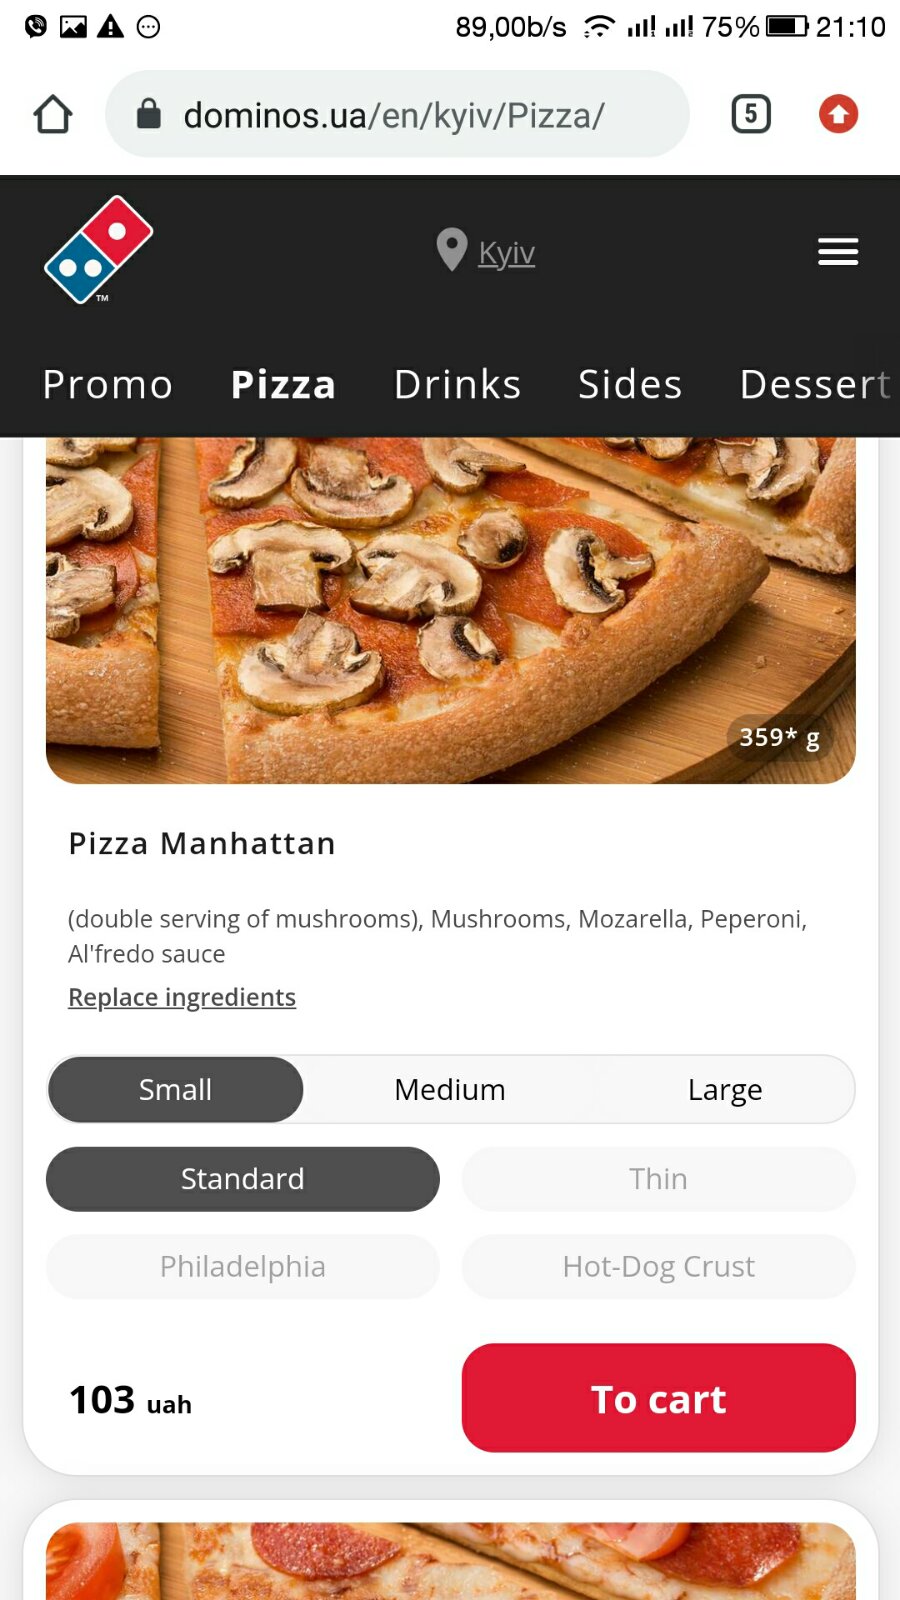 89,00b/s 75% 21:10
dominos.ua/en/kyiv/Pizza/ 5
TM Kyiv
Promo Pizza Drinks Sides Dessert
359* g
Pizza Manhattan
(double serving of mushrooms), Mushrooms, Mozarella, Peperoni,
Al'fredo sauce
Replace ingredients
Small Medium Large
Standard Thin
Philadelphia Hot-Dog Crust
103 uah To cart